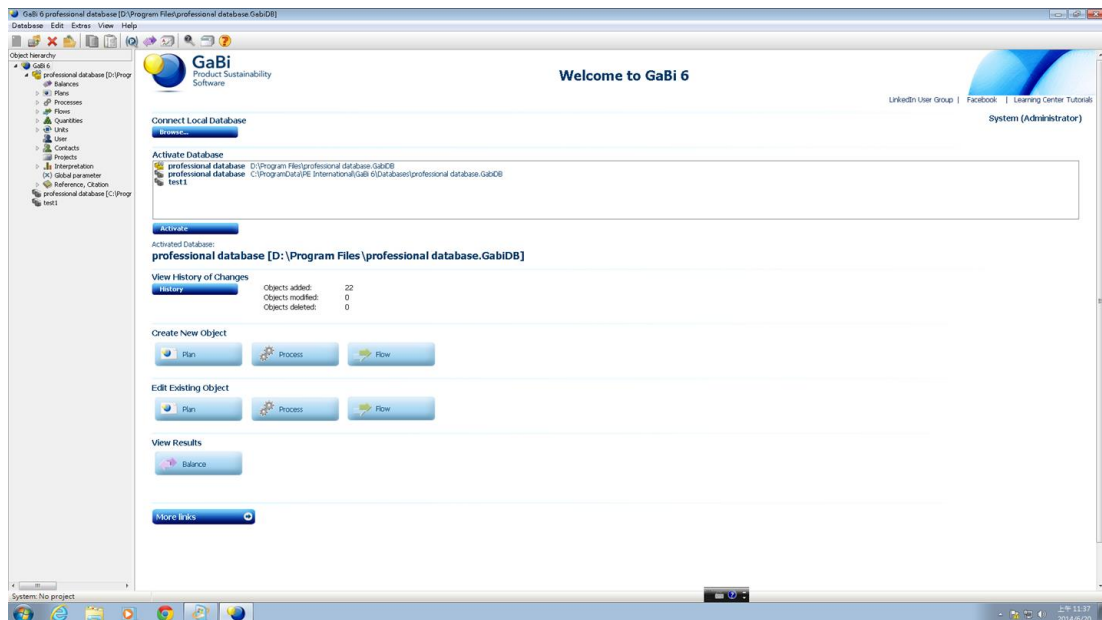 GaBi 6 professional database [D:\Program Files\professional database.GabiDB]
Database Edit Extras View Help
Object hierarchy
GaBi 6
professional database [D:\Progr
Balances
Plans
Processes
Flows
Quantities
Units
User
Contacts
Projects
Interpretation
(X) Global parameter
Reference, Citation
professional database [C:\Progr
test1
GaBi
Product Sustainability
Software
Welcome to GaBi 6
LinkedIn User Group | Facebook | Learning Center Tutorials
System (Administrator)
Connect Local Database
Browse...
Activate Database
professional database D:\Program Files\professional database.GabiDB
professional database C:\ProgramData\PE International\GaBi 6\Databases\professional database.GabiDB
test1
Activate
Activated Database:
professional database [D:\Program Files\professional database.GabiDB]
View History of Changes
History
Objects added: 22
Objects modified: 0
Objects deleted: 0
Create New Object
Plan Process Flow
Edit Existing Object
Plan Process Flow
View Results
Balance
More links
System: No project
上午 11:37
2014/6/20